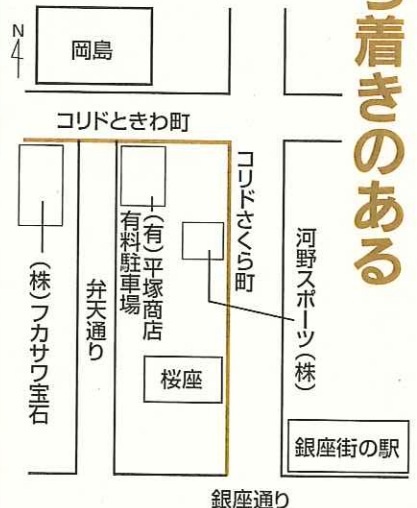 り着きのある
N
4
岡島
コリドときわ町
コリドさくら町
(有)平塚商店
有料駐車場
河野スポーツ(株)
(株)フカサワ宝石
弁天通り
桜座
銀座街の駅
銀座通り